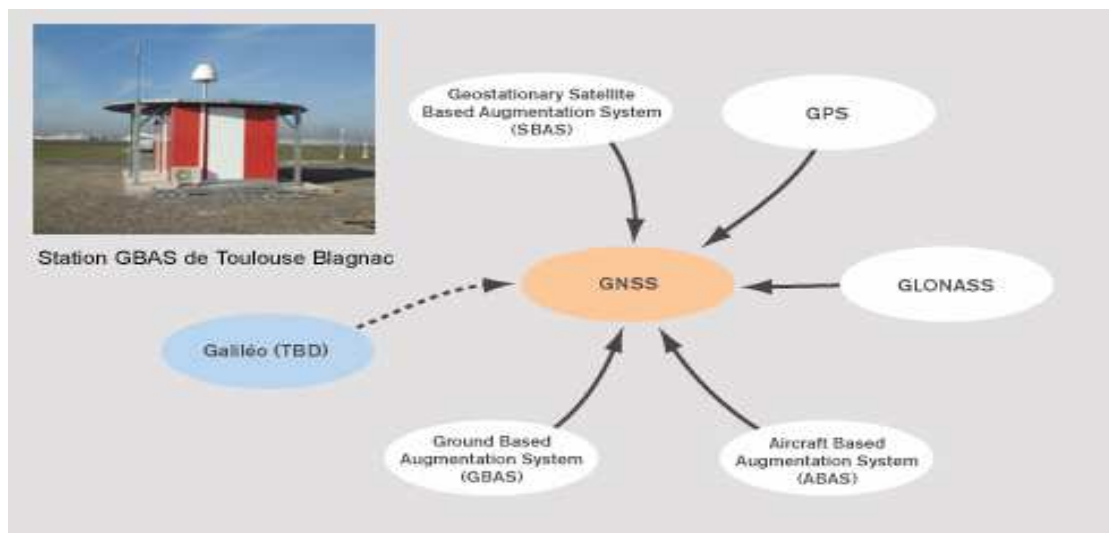 Geostationary Satellite
Based Augmentation System
(SBAS)
GPS
Station GBAS de Toulouse Blagnac
GNSS
GLONASS
Galiléo (TBD)
Ground Based
Augmentation System
(GBAS)
Aircraft Based
Augmentation System
(ABAS)